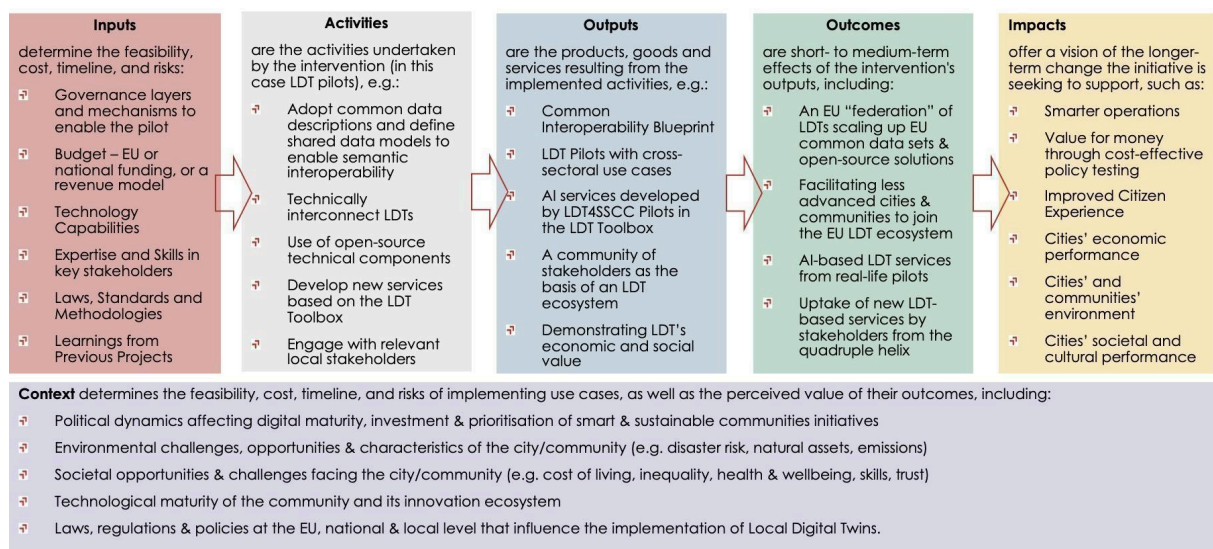 Inputs
determine the feasibility,
cost, timeline, and risks:
Governance layers
and mechanisms to
enable the pilot
Budget – EU or
national funding, or a
revenue model
Technology
Capabilities
Expertise and Skills in
key stakeholders
Laws, Standards and
Methodologies
Learnings from
Previous Projects
Activities
are the activities undertaken
by the intervention (in this
case LDT pilots), e.g.:
Adopt common data
descriptions and define
shared data models to
enable semantic
interoperability
Technically
interconnect LDTs
Use of open-source
technical components
Develop new services
based on the LDT
Toolbox
Engage with relevant
local stakeholders
Outputs
are the products, goods and
services resulting from the
implemented activities, e.g.:
Common
Interoperability Blueprint
LDT Pilots with cross-
sectoral use cases
AI services developed
by LDT4SSCC Pilots in
the LDT Toolbox
A community of
stakeholders as the
basis of an LDT
ecosystem
Demonstrating LDT's
economic and social
value
Outcomes
are short- to medium-term
effects of the intervention's
outputs, including:
An EU “federation” of
LDTs scaling up EU
common data sets &
open-source solutions
Facilitating less
advanced cities &
communities to join
the EU LDT ecosystem
AI-based LDT services
from real-life pilots
Uptake of new LDT-
based services by
stakeholders from the
quadruple helix
Impacts
offer a vision of the longer-
term change the initiative is
seeking to support, such as:
Smarter operations
Value for money
through cost-effective
policy testing
Improved Citizen
Experience
Cities' economic
performance
Cities' and
communities'
environment
Cities' societal and
cultural performance
Context determines the feasibility, cost, timeline, and risks of implementing use cases, as well as the perceived value of their outcomes, including:
Political dynamics affecting digital maturity, investment & prioritisation of smart & sustainable communities initiatives
Environmental challenges, opportunities & characteristics of the city/community (e.g. disaster risk, natural assets, emissions)
Societal opportunities & challenges facing the city/community (e.g. cost of living, inequality, health & wellbeing, skills, trust)
Technological maturity of the community and its innovation ecosystem
Laws, regulations & policies at the EU, national & local level that influence the implementation of Local Digital Twins.